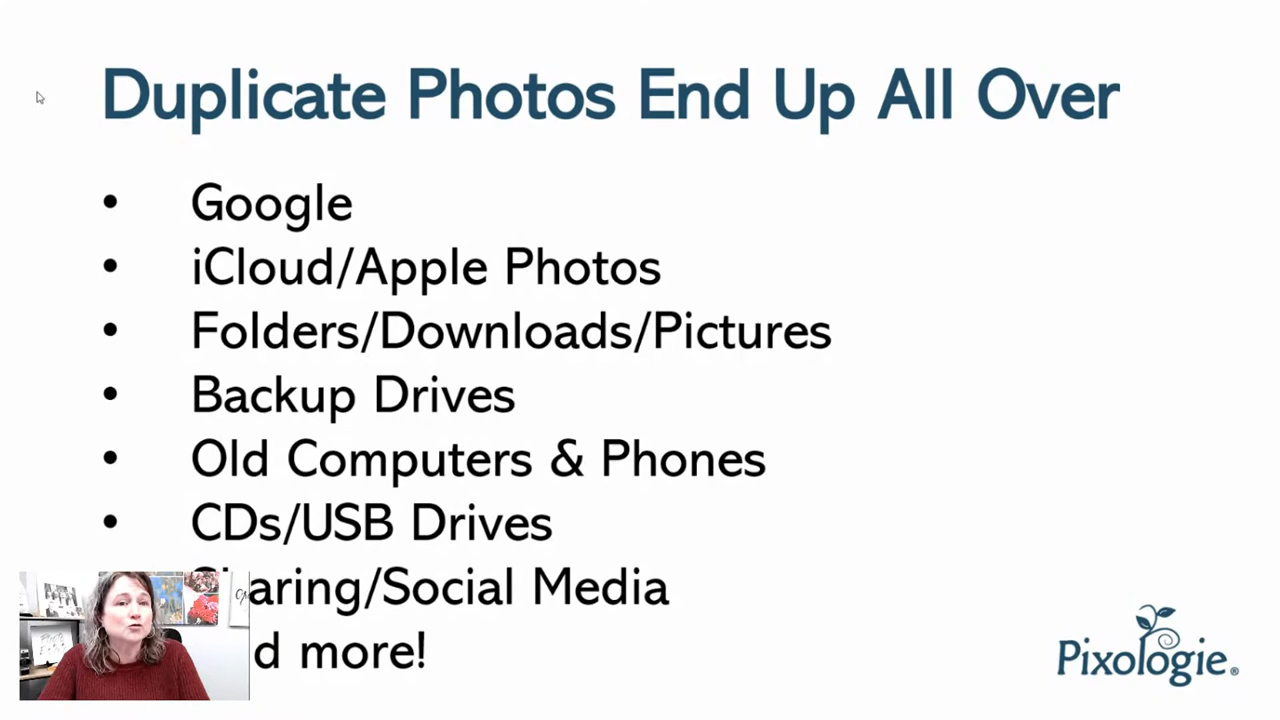 Duplicate Photos End Up All Over
• Google
• iCloud/Apple Photos
• Folders/Downloads/Pictures
• Backup Drives
• Old Computers & Phones
• CDs/USB Drives
Sharing/Social Media
d more!
Pixologie®